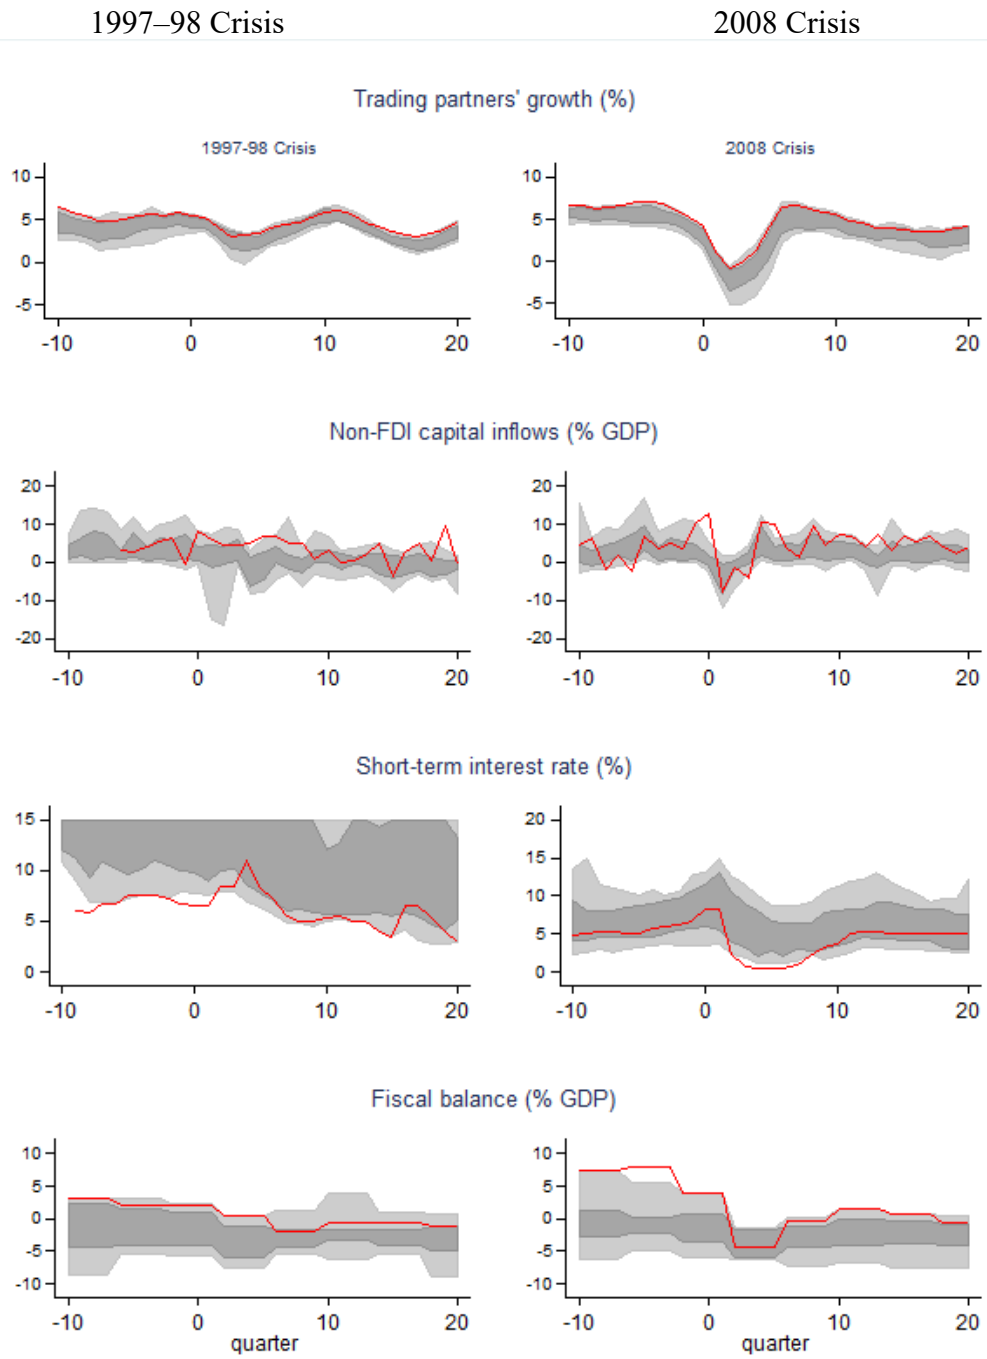 1997–98 Crisis 2008 Crisis
Trading partners' growth (%)
1997-98 Crisis 2008 Crisis
10 10
5 5
0 0
-5 -5
-10 0 10 20 -10 0 10 20
Non-FDI capital inflows (% GDP)
20 20
10 10
0 0
-10 -10
-20 -20
-10 0 10 20 -10 0 10 20
Short-term interest rate (%)
15 20
10 15
5 10
0 5
0
-10 0 10 20 -10 0 10 20
Fiscal balance (% GDP)
10 10
5 5
0 0
-5 -5
-10 -10
-10 0 10 20 -10 0 10 20
quarter quarter